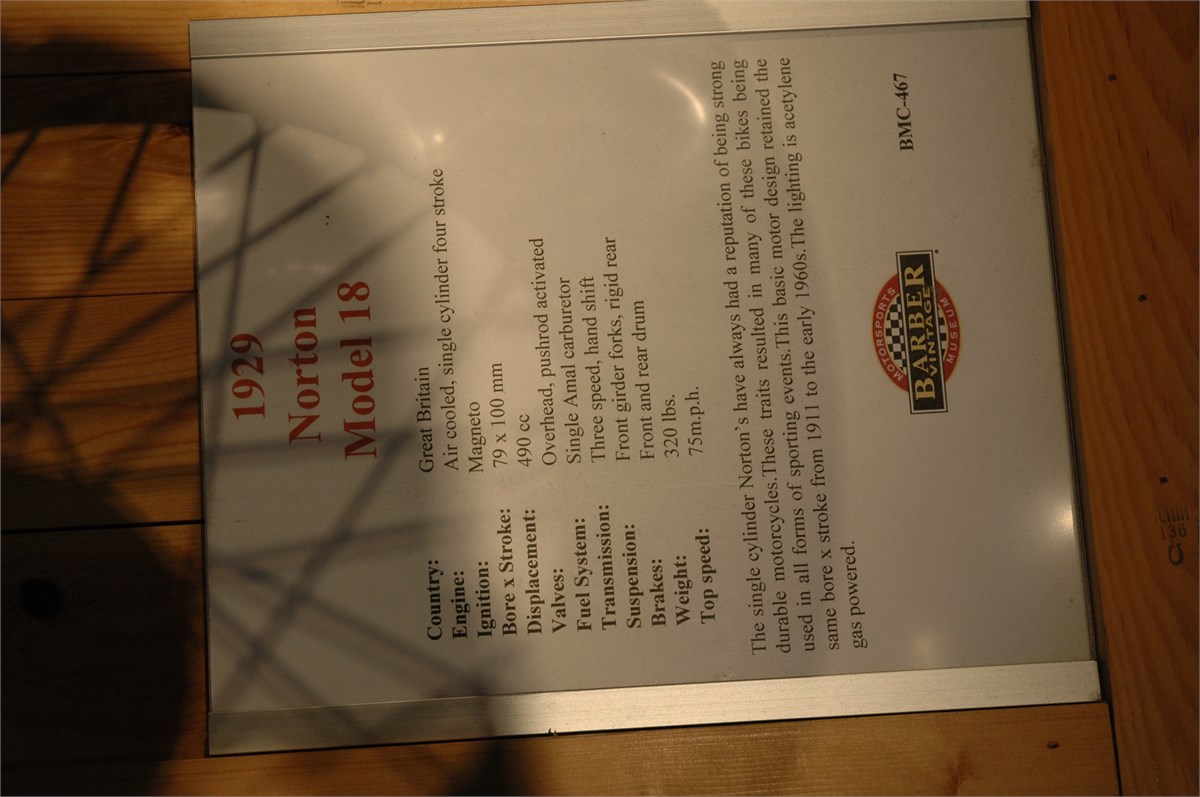 1929
Norton
Model 18
Country: Great Britain
Engine: Air cooled, single cylinder four stroke
Ignition: Magneto
Bore x Stroke: 79 x 100 mm
Displacement: 490 cc
Valves: Overhead, pushrod activated
Fuel System: Single Amal carburetor
Transmission: Three speed, hand shift
Suspension: Front girder forks, rigid rear
Brakes: Front and rear drum
Weight: 320 lbs.
Top speed: 75m.p.h.
The single cylinder Norton's have always had a reputation of being strong
durable motorcycles.These traits resulted in many of these bikes being
used in all forms of sporting events.This basic motor design retained the
same bore x stroke from 1911 to the early 1960s.The lighting is acetylene
gas powered.
MOTORSPORTS
BARBER
VINTAGE
MUSEUM
BMC-467